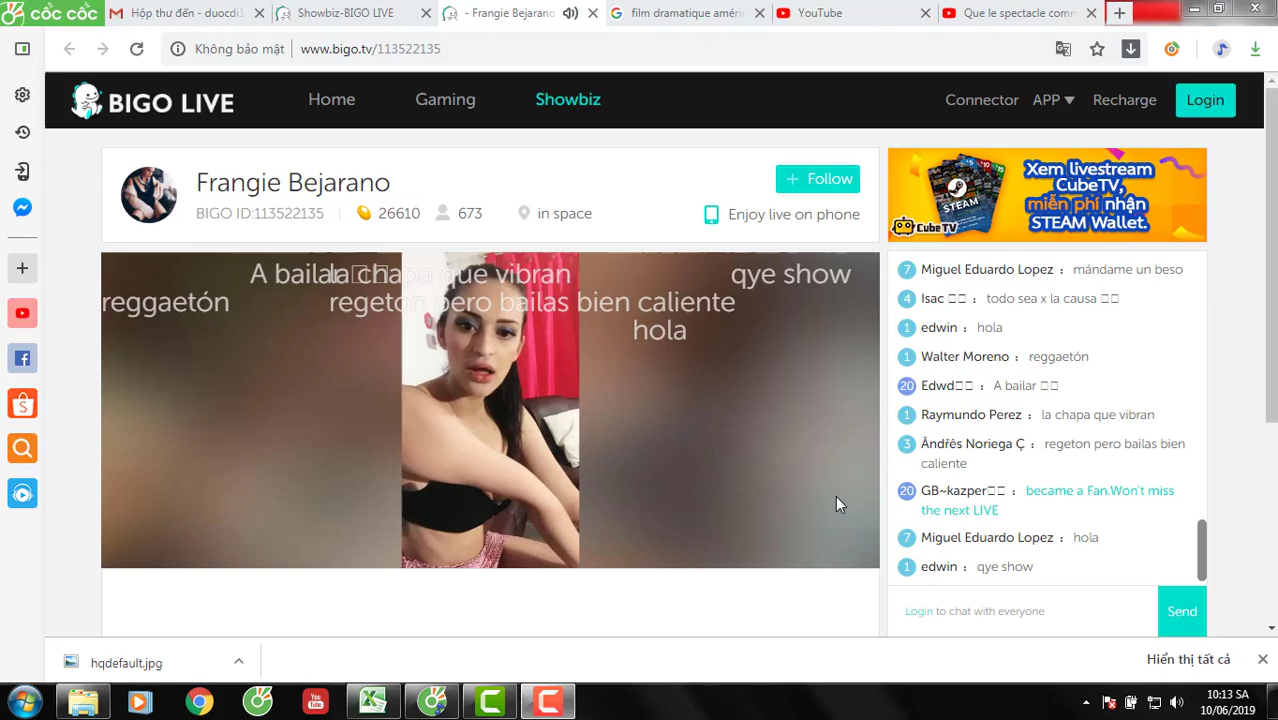 cốc cốc
Hộp thư đến - duocdi1
Showbiz-BIGO LIVE
- Frangie Bejarano
film dramatique améri
YouTube
Que le spectacle com
Không bảo mật
www.bigo.tv/113522135
BIGO LIVE
Home
Gaming
Showbiz
Connector
APP
Recharge
Login
Frangie Bejarano
+ Follow
BIGO ID:113522135
26610
673
in space
Enjoy live on phone
Xem livestream
CubeTV,
miễn phí nhận
STEAM Wallet.
STEAM
CubeTV
A bailar
la chapa que vibran
qye show
reggaetón
regeton pero bailas bien caliente
hola
7 Miguel Eduardo Lopez : mándame un beso
4 Isac : todo sea x la causa
1 edwin : hola
1 Walter Moreno : reggaetón
20 Edwd : A bailar
1 Raymundo Perez : la chapa que vibran
3 Ândřês Noriega Ç : regeton pero bailas bien
caliente
20 GB~kazper : became a Fan.Won't miss
the next LIVE
7 Miguel Eduardo Lopez : hola
1 edwin : qye show
Login to chat with everyone
Send
hqdefault.jpg
Hiển thị tất cả
You
Tube
10:13 SA
10/06/2019